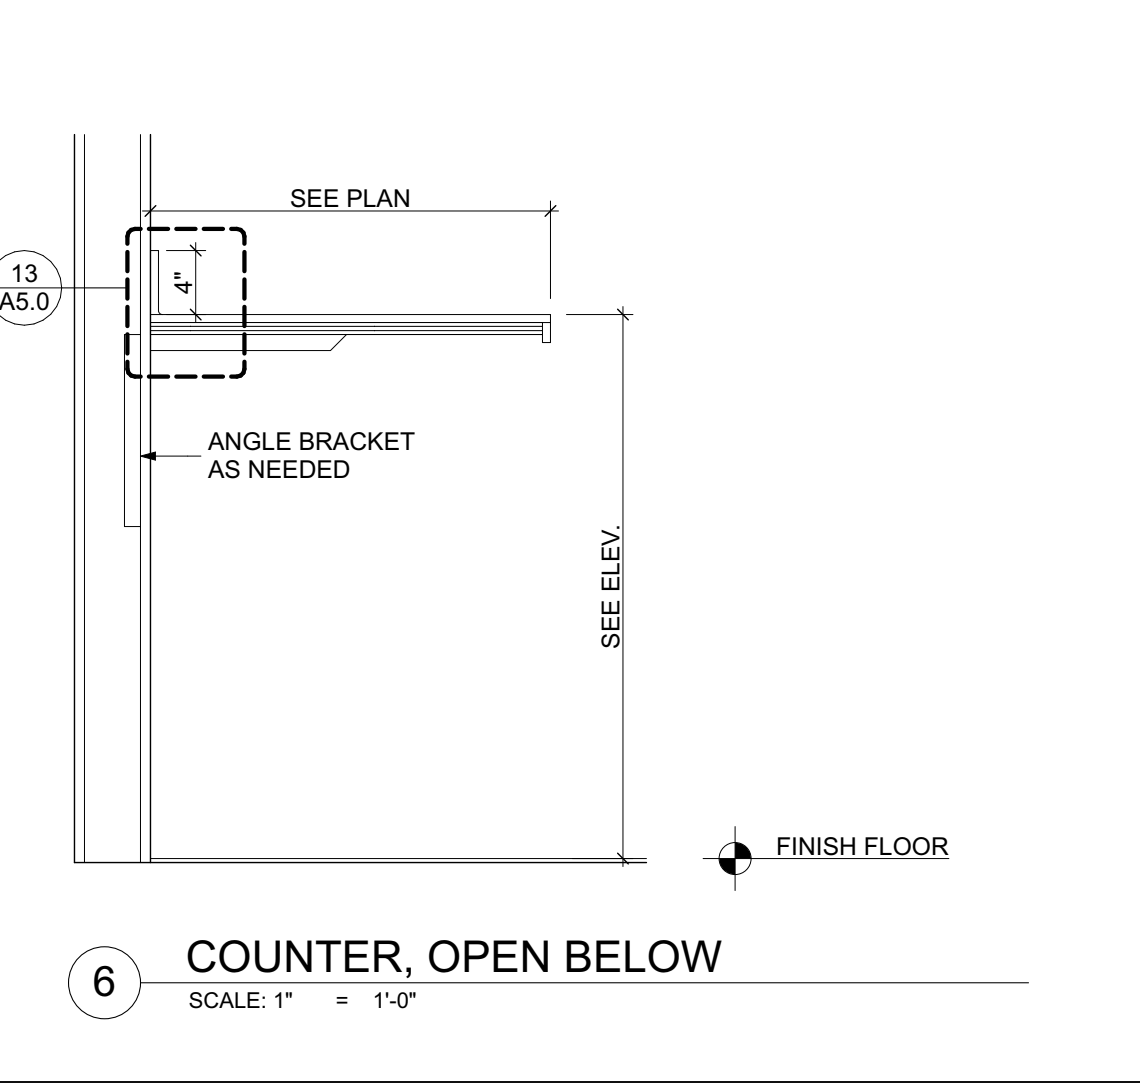 SEE PLAN
4"
13
A5.0
ANGLE BRACKET
AS NEEDED
SEE ELEV.
FINISH FLOOR
6
COUNTER, OPEN BELOW
SCALE: 1" = 1'-0"